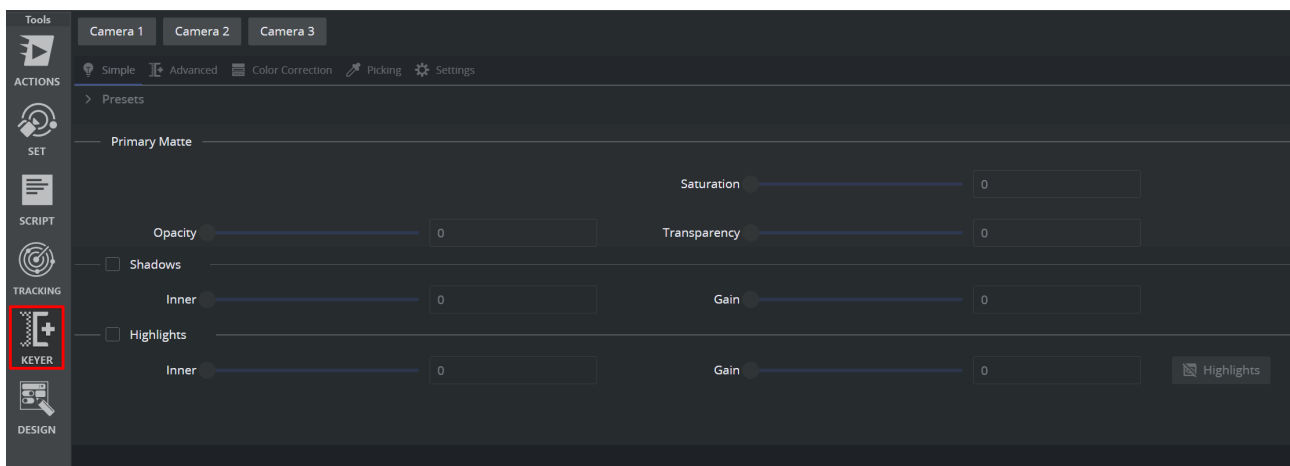 Tools
ACTIONS
SET
SCRIPT
TRACKING
KEYER
DESIGN
Camera 1 Camera 2 Camera 3
Simple Advanced Color Correction Picking Settings
> Presets
Primary Matte
Saturation 0
Opacity 0 Transparency 0
Shadows
Inner 0 Gain 0
Highlights
Inner 0 Gain 0 Highlights